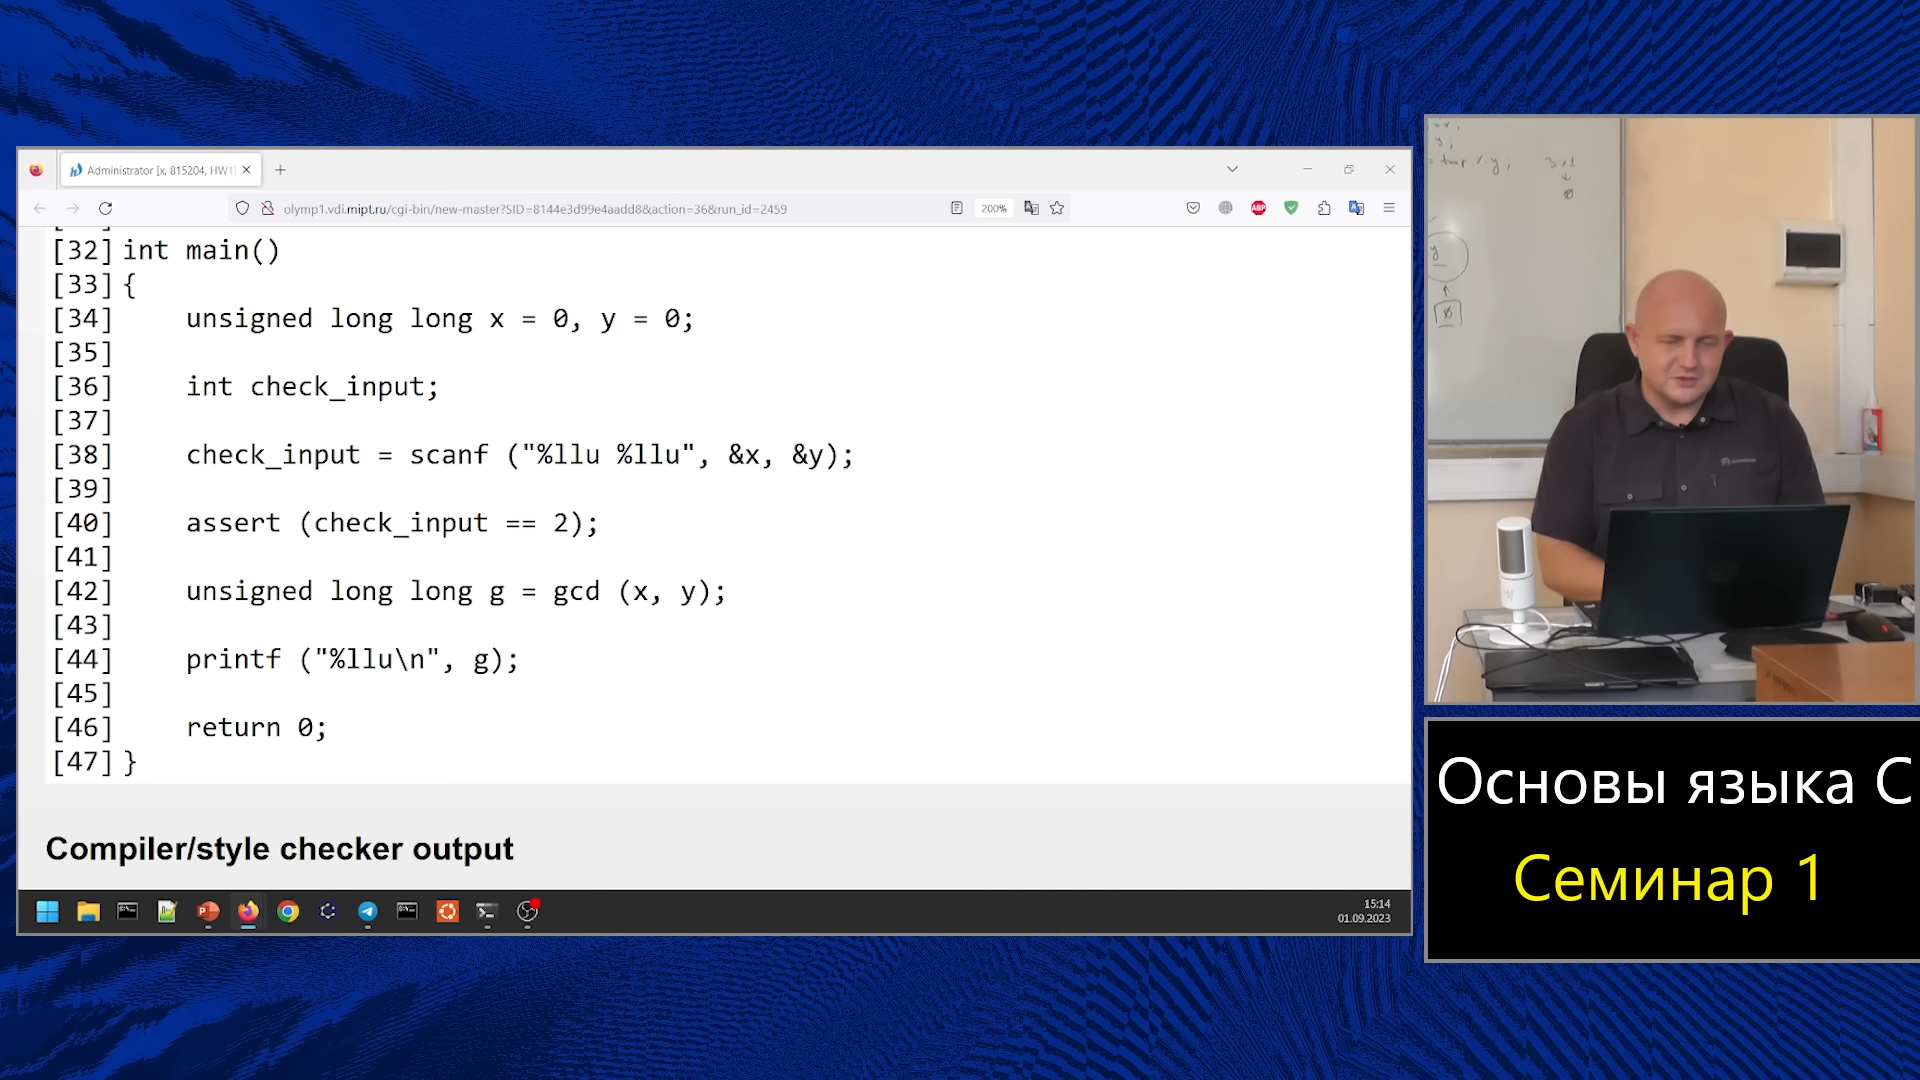 Administrator [x, 815204, HW1]
olymp1.vdi.mipt.ru/cgi-bin/new-master?SID=8144e3d99e4aadd8&action=36&run_id=2459
200%
ABP
[32] int main()
[33] {
[34] unsigned long long x = 0, y = 0;
[35]
[36] int check_input;
[37]
[38] check_input = scanf ("%llu %llu", &x, &y);
[39]
[40] assert (check_input == 2);
[41]
[42] unsigned long long g = gcd (x, y);
[43]
[44] printf ("%llu\n", g);
[45]
[46] return 0;
[47] }
Compiler/style checker output
15:14
01.09.2023
Основы языка C
Семинар 1